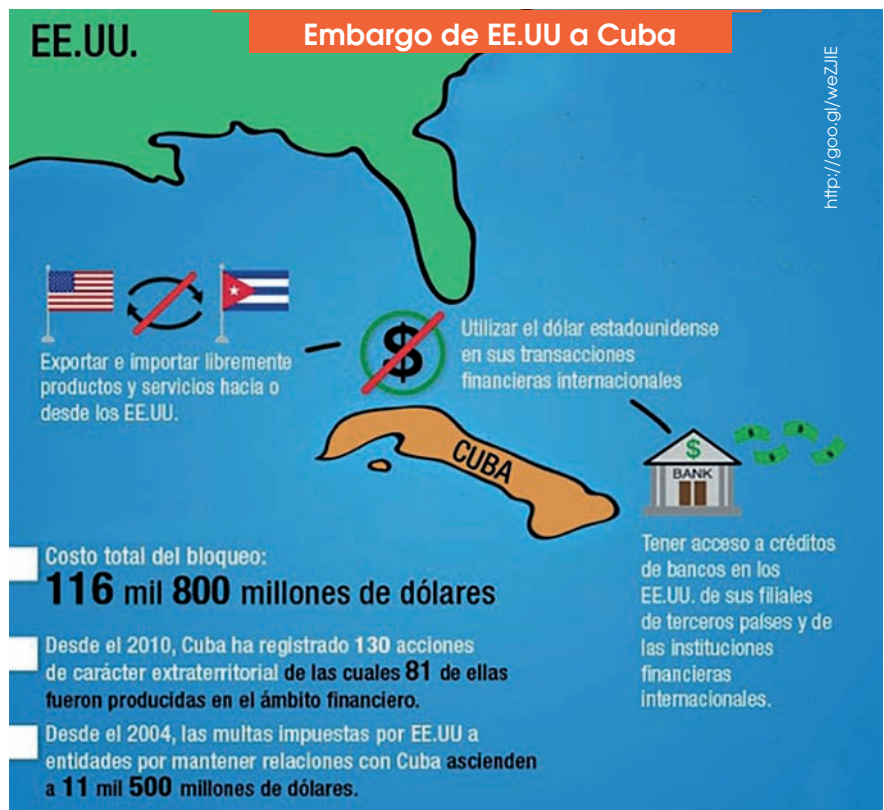 EE.UU.
Embargo de EE.UU a Cuba
http://goo.gl/weZJIE
Exportar e importar libremente
productos y servicios hacia o
desde los EE.UU.
$
Utilizar el dólar estadounidense
en sus transacciones
financieras internacionales
CUBA
$
BANK
Tener acceso a créditos
de bancos en los
EE.UU. de sus filiales
de terceros países y de
las instituciones
financieras
internacionales.
Costo total del bloqueo:
116 mil 800 millones de dólares
Desde el 2010, Cuba ha registrado 130 acciones
de carácter extraterritorial de las cuales 81 de ellas
fueron producidas en el ámbito financiero.
Desde el 2004, las multas impuestas por EE.UU a
entidades por mantener relaciones con Cuba ascienden
a 11 mil 500 millones de dólares.